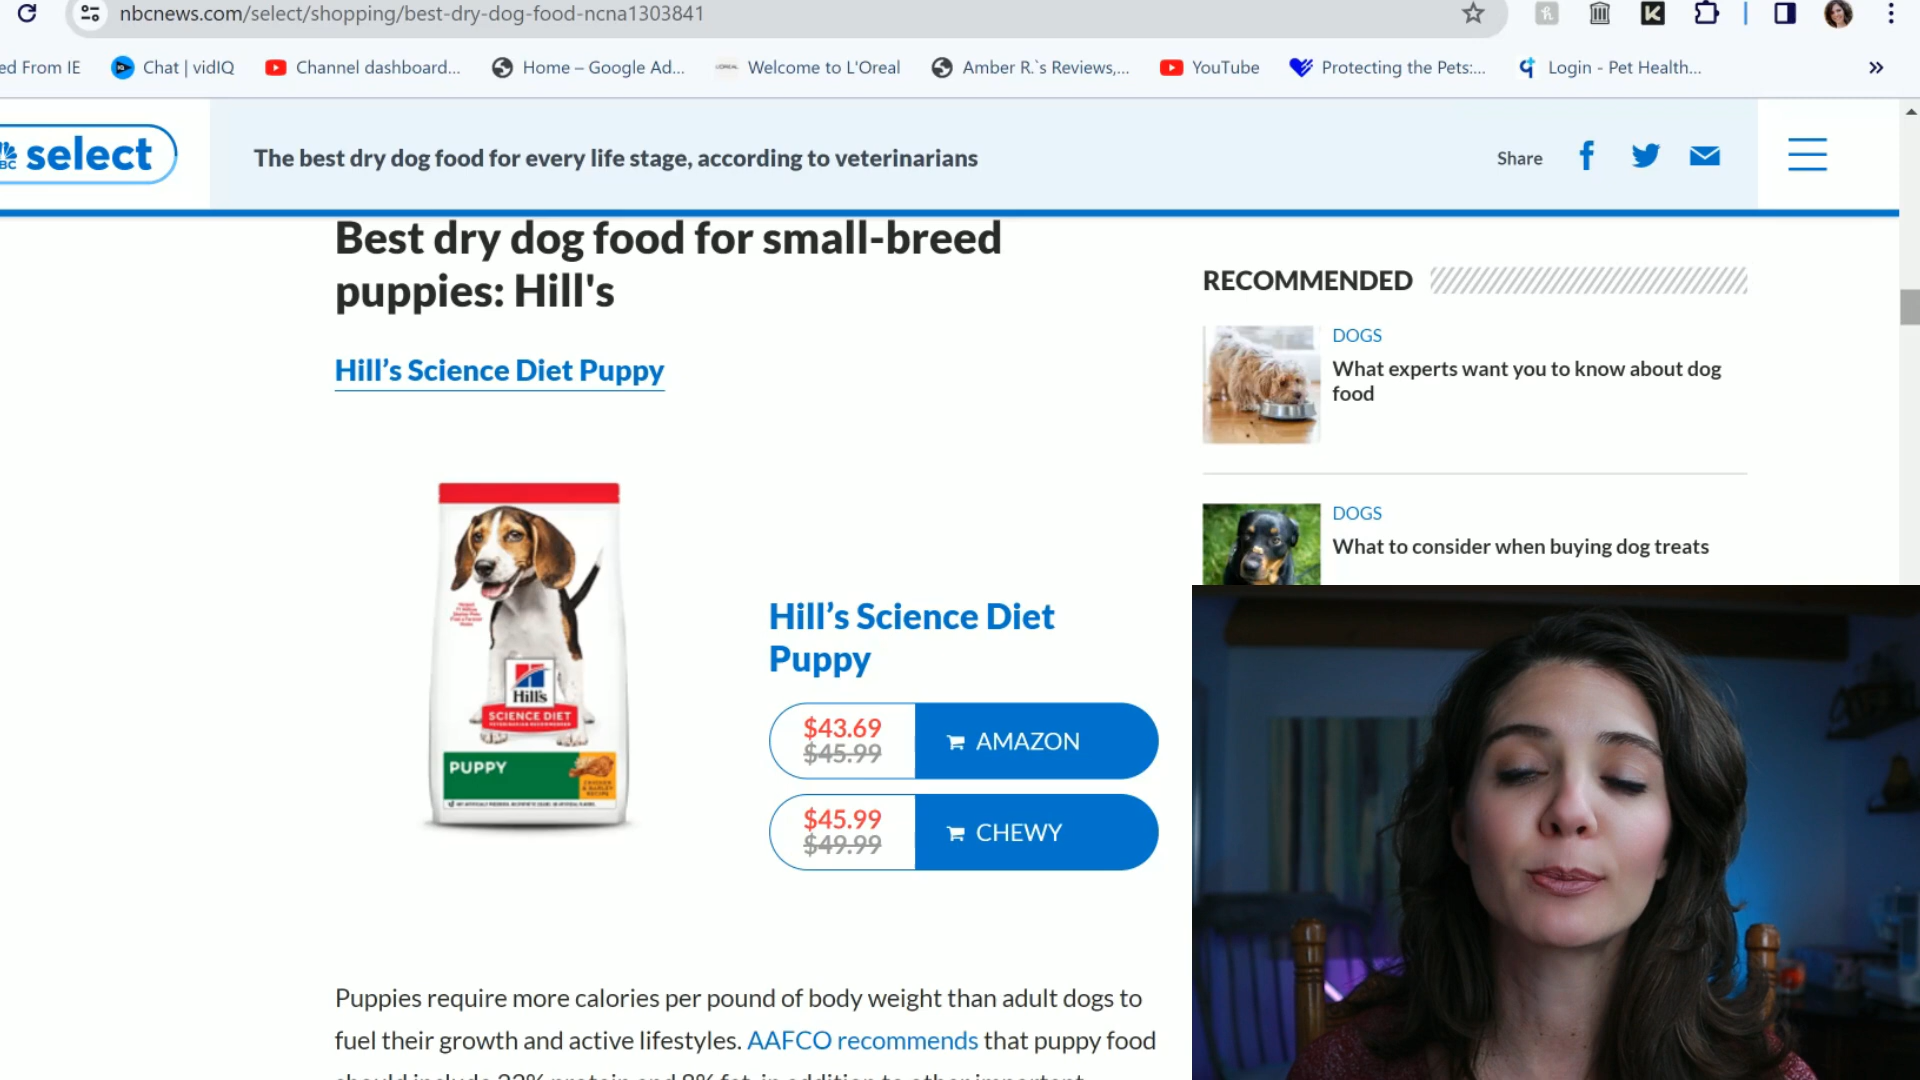 nbcnews.com/select/shopping/best-dry-dog-food-ncna1303841
ed From IE
Chat | vidIQ
Channel dashboard...
Home – Google Ad...
Welcome to L'Oreal
Amber R.`s Reviews,...
YouTube
Protecting the Pets:...
Login - Pet Health...
select
The best dry dog food for every life stage, according to veterinarians
Share
Best dry dog food for small-breed
puppies: Hill's
Hill’s Science Diet Puppy
RECOMMENDED
DOGS
What experts want you to know about dog
food
DOGS
What to consider when buying dog treats
Hill's
SCIENCE DIET
PUPPY
Hill’s Science Diet
Puppy
$43.69
$45.99
AMAZON
$45.99
$49.99
CHEWY
Puppies require more calories per pound of body weight than adult dogs to
fuel their growth and active lifestyles. AAFCO recommends that puppy food